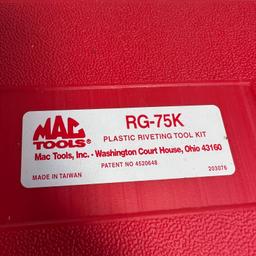 MAC
TOOLS®
RG-75K
PLASTIC RIVETING TOOL KIT
Mac Tools, Inc. - Washington Court House, Ohio 43160
PATENT NO 4520648
MADE IN TAIWAN
203076